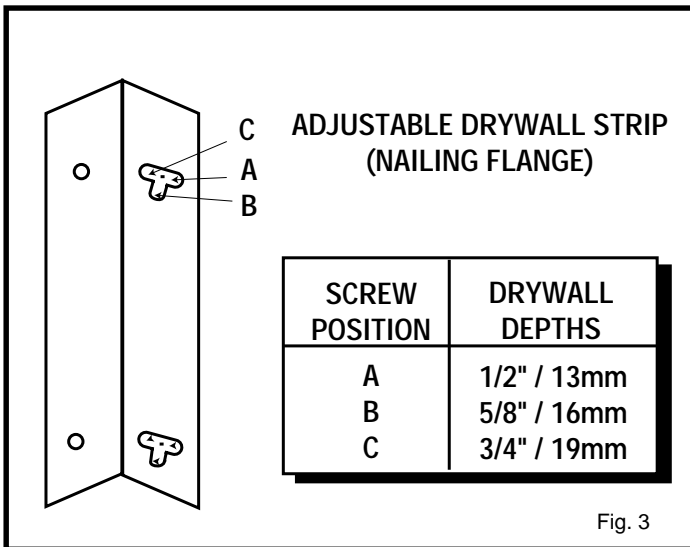 C
A
B
ADJUSTABLE DRYWALL STRIP
(NAILING FLANGE)
SCREW POSITION DRYWALL DEPTHS
A 1/2" / 13mm
B 5/8" / 16mm
C 3/4" / 19mm
Fig. 3